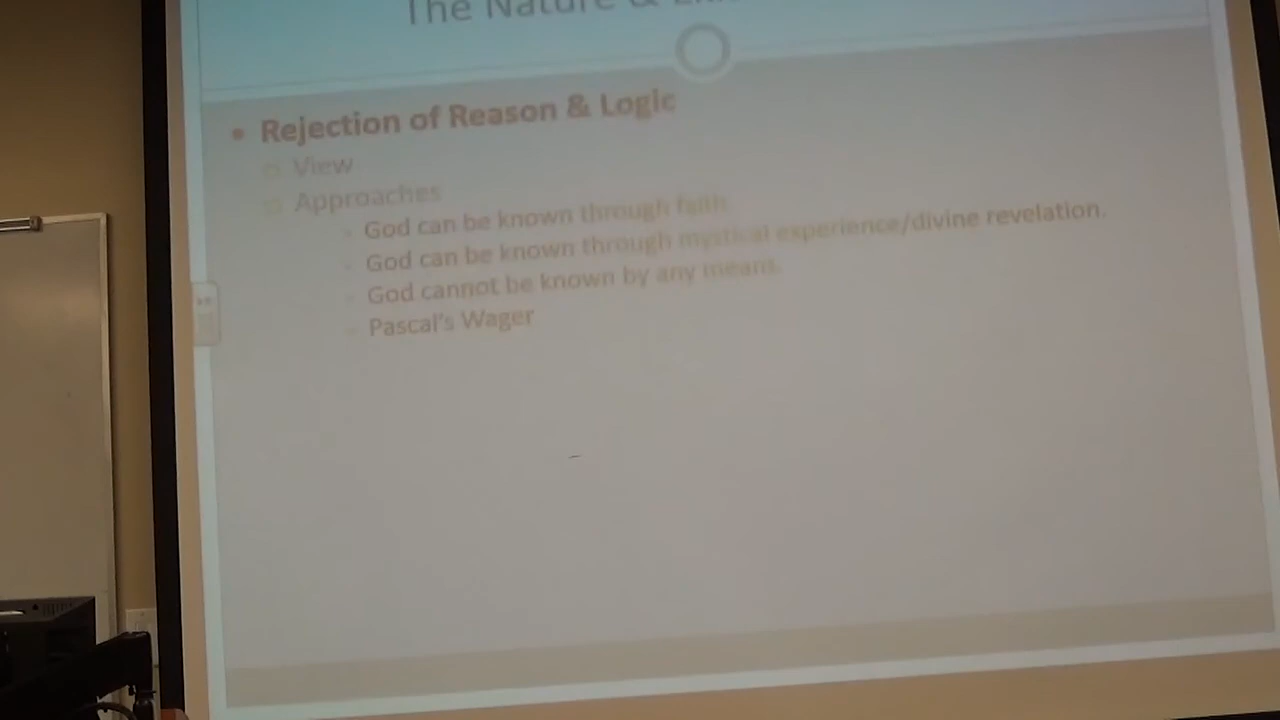 The Nature &
Rejection of Reason & Logic
View
Approaches
God can be known through faith.
God can be known through mystical experience/divine revelation.
God cannot be known by any means.
Pascal's Wager